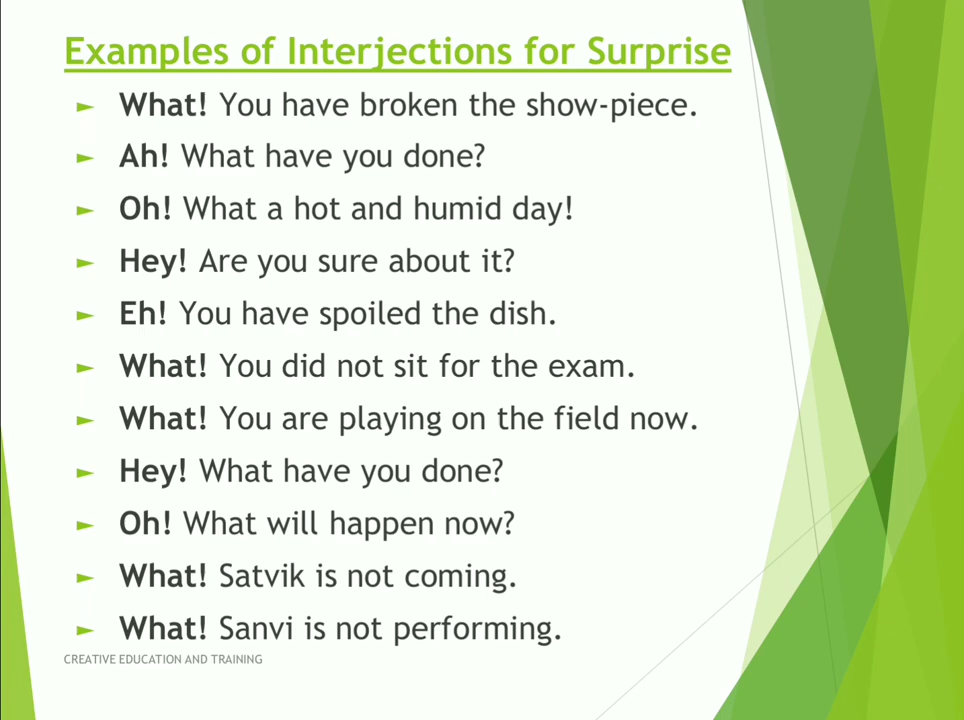 Examples of Interjections for Surprise
► What! You have broken the show-piece.
► Ah! What have you done?
► Oh! What a hot and humid day!
► Hey! Are you sure about it?
► Eh! You have spoiled the dish.
► What! You did not sit for the exam.
► What! You are playing on the field now.
► Hey! What have you done?
► Oh! What will happen now?
► What! Satvik is not coming.
► What! Sanvi is not performing.
CREATIVE EDUCATION AND TRAINING